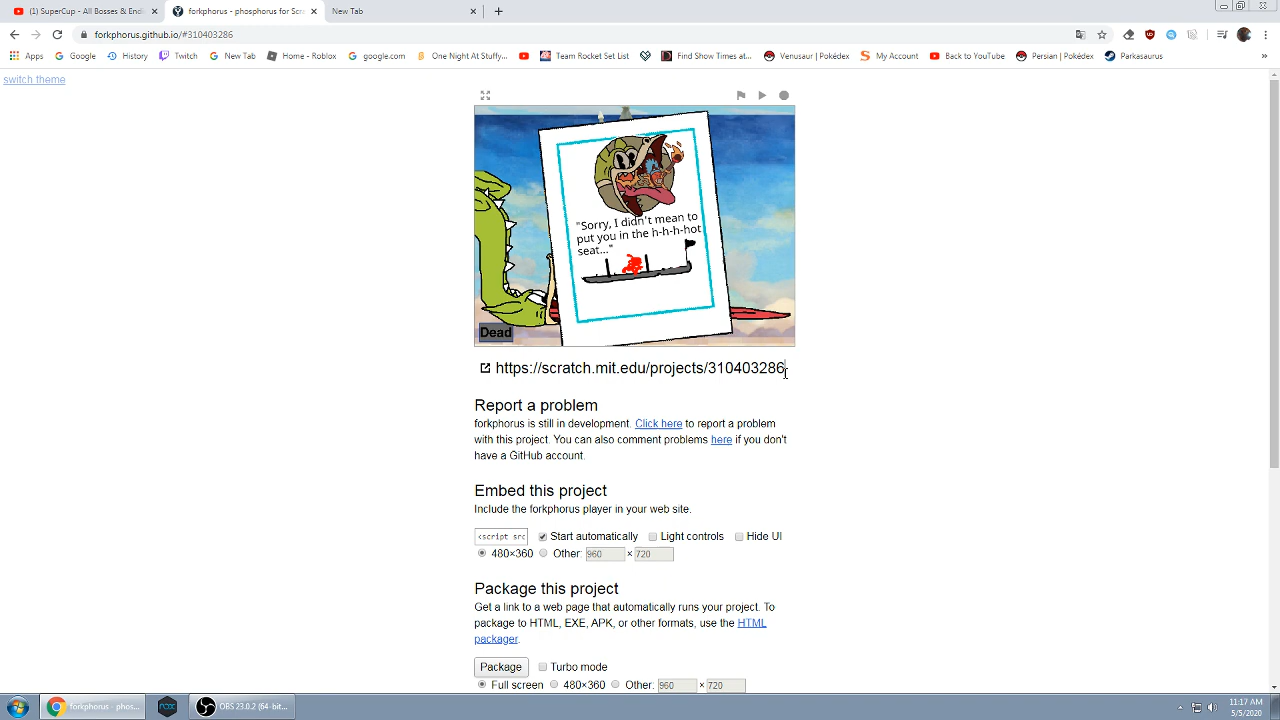 (1) SuperCup - All Bosses & Endi
forkphorus - phosphorus for Scra
New Tab
forkphorus.github.io/#310403286
Apps
Google
History
Twitch
New Tab
Home - Roblox
google.com
One Night At Stuffy...
Team Rocket Set List
Find Show Times at...
Venusaur | Pokédex
My Account
Back to YouTube
Persian | Pokédex
Parkasaurus
switch theme
"Sorry, I didn't mean to
put you in the h-h-h-hot
seat..."
Dead
https://scratch.mit.edu/projects/310403286
Report a problem
forkphorus is still in development. Click here to report a problem
with this project. You can also comment problems here if you don't
have a GitHub account.
Embed this project
Include the forkphorus player in your web site.
<script src
Start automatically
Light controls
Hide UI
480×360
Other: 960 × 720
Package this project
Get a link to a web page that automatically runs your project. To
package to HTML, EXE, APK, or other formats, use the HTML
packager.
Package
Turbo mode
Full screen
480×360
Other: 960 × 720
forkphorus - phos...
nox
OBS 23.0.2 (64-bit...
11:17 AM
5/5/2020